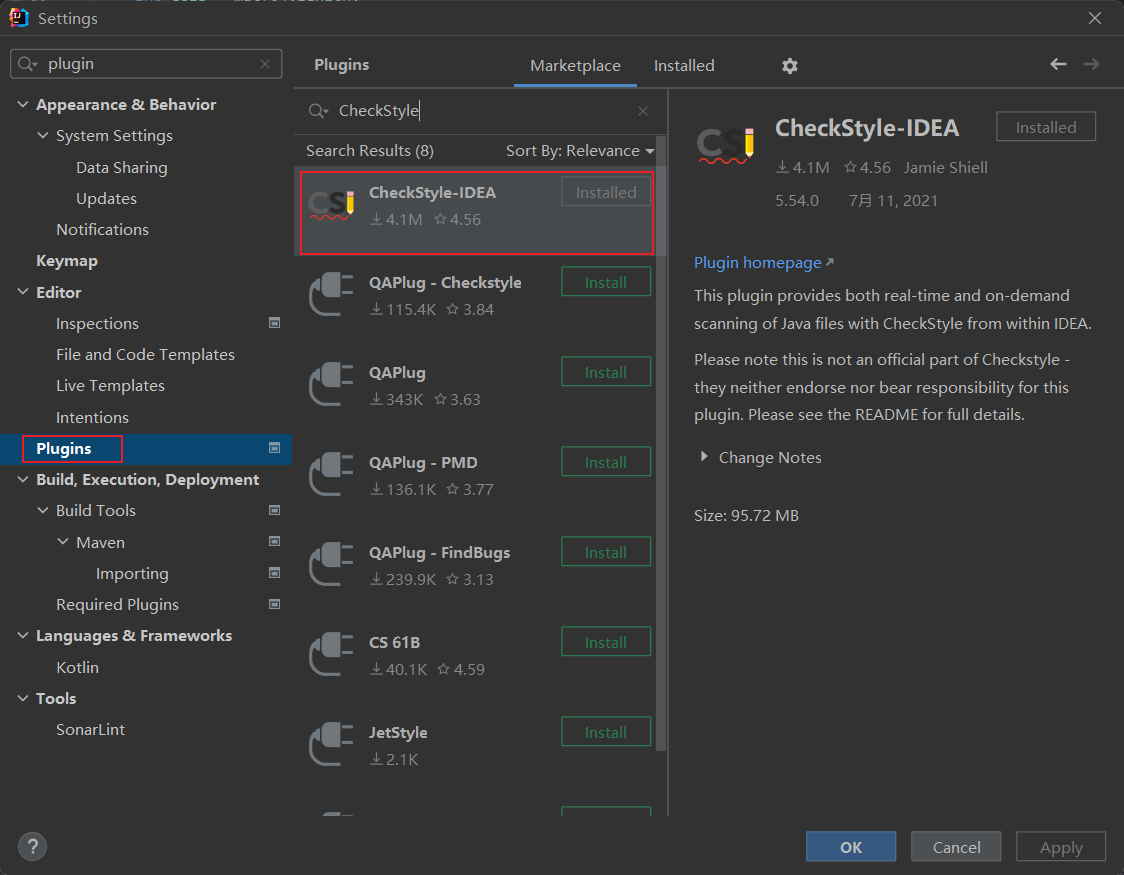 Settings
plugin
Appearance & Behavior
System Settings
Data Sharing
Updates
Notifications
Keymap
Editor
Inspections
File and Code Templates
Live Templates
Intentions
Plugins
Build, Execution, Deployment
Build Tools
Maven
Importing
Required Plugins
Languages & Frameworks
Kotlin
Tools
SonarLint
Plugins
Marketplace
Installed
CheckStyle
Search Results (8)
Sort By: Relevance
CheckStyle-IDEA
Installed
4.1M 4.56
QAPlug - Checkstyle
Install
115.4K 3.84
QAPlug
Install
343K 3.63
QAPlug - PMD
Install
136.1K 3.77
QAPlug - FindBugs
Install
239.9K 3.13
CS 61B
Install
40.1K 4.59
JetStyle
Install
2.1K
CheckStyle-IDEA
Installed
4.1M 4.56 Jamie Shiell
5.54.0 7月 11, 2021
Plugin homepage
This plugin provides both real-time and on-demand
scanning of Java files with CheckStyle from within IDEA.
Please note this is not an official part of Checkstyle -
they neither endorse nor bear responsibility for this
plugin. Please see the README for full details.
Change Notes
Size: 95.72 MB
?
OK
Cancel
Apply